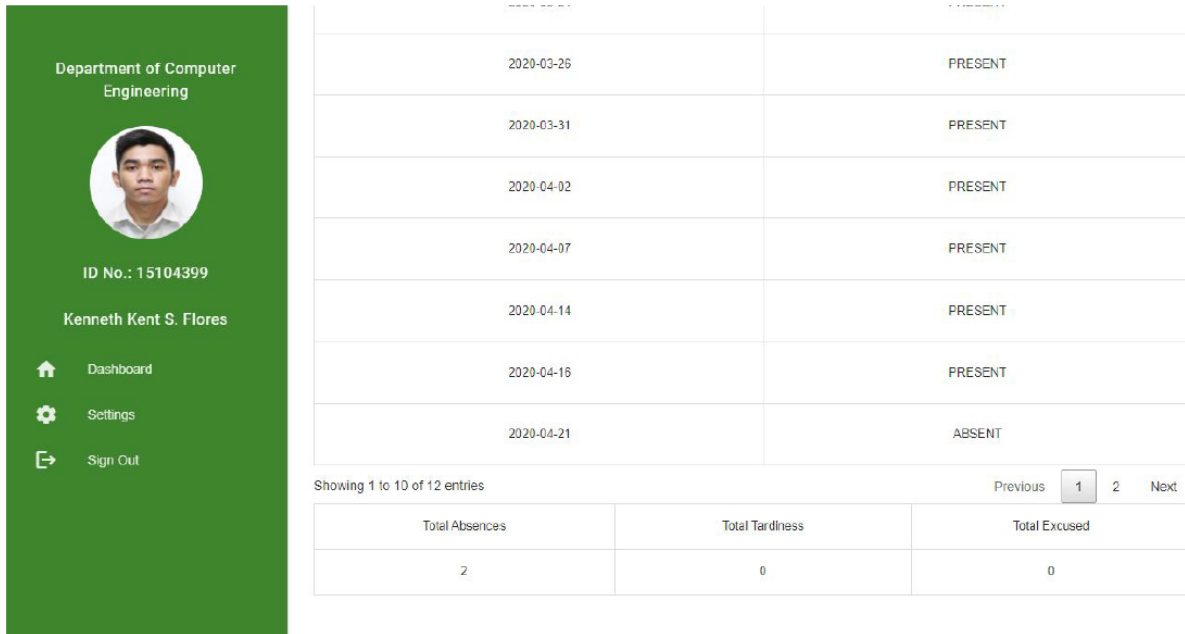 Department of Computer
Engineering
ID No.: 15104399
Kenneth Kent S. Flores
Dashboard
Settings
Sign Out
2020-03-26 PRESENT
2020-03-31 PRESENT
2020-04-02 PRESENT
2020-04-07 PRESENT
2020-04-14 PRESENT
2020-04-16 PRESENT
2020-04-21 ABSENT
Showing 1 to 10 of 12 entries Previous 1 2 Next
Total Absences Total Tardiness Total Excused
2 0 0